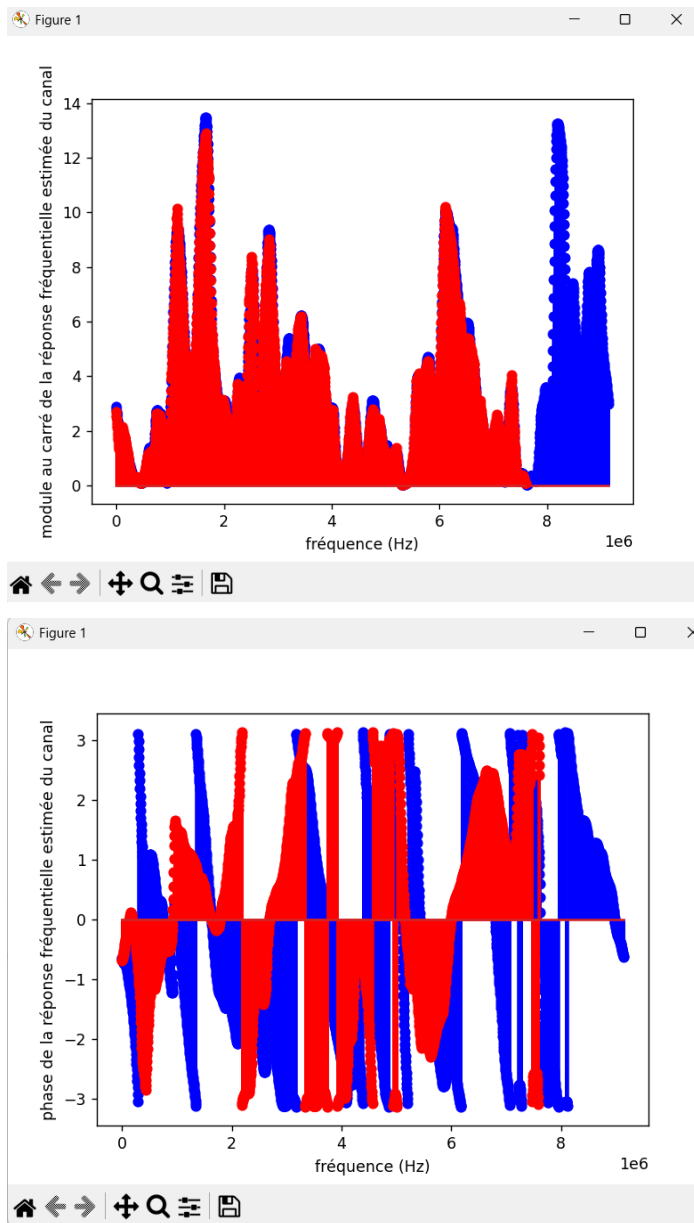 Figure 1
module au carré de la réponse fréquentielle estimée du canal
14
12
10
8
6
4
2
0
0 2 4 6 8
1e6
fréquence (Hz)
Figure 1
phase de la réponse fréquentielle estimée du canal
3
2
1
0
−1
−2
−3
0 2 4 6 8
1e6
fréquence (Hz)